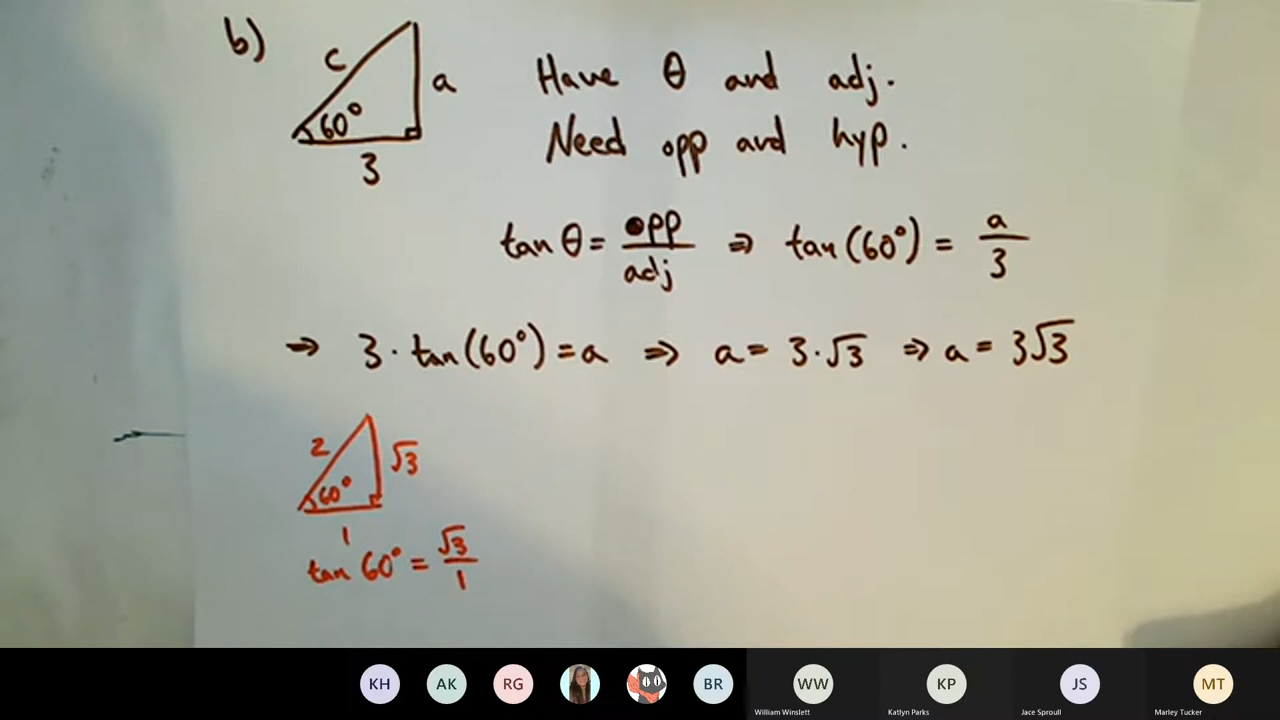 b)
c
a
60°
3
Have θ and adj.
Need opp and hyp.
tan θ = opp/adj ⇒ tan(60°) = a/3
⇒ 3 · tan(60°) = a ⇒ a = 3·√3 ⇒ a = 3√3
2
√3
60°
1
tan 60° = √3/1
KH AK RG BR WW KP JS MT
William Winslett Katlyn Parks Jace Sproull Marley Tucker